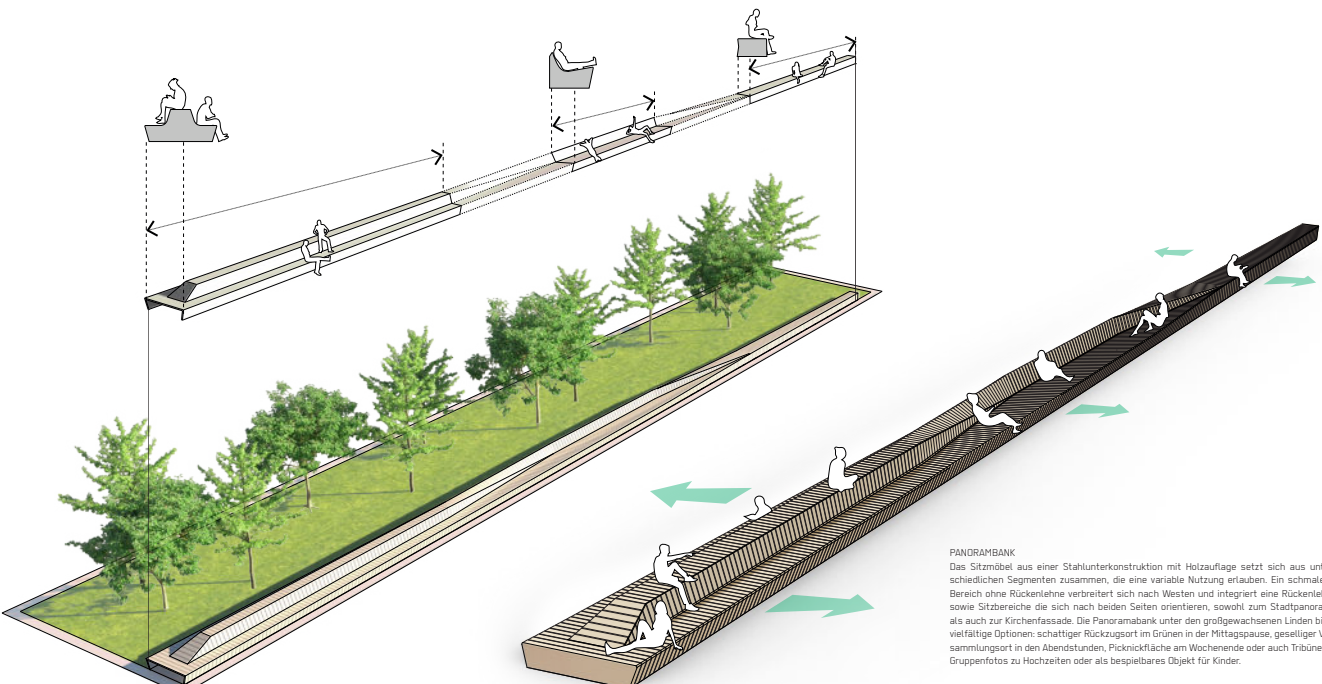 PANORAMBANK
Das Sitzmöbel aus einer Stahlunterkonstruktion mit Holzauflage setzt sich aus unt
schiedlichen Segmenten zusammen, die eine variable Nutzung erlauben. Ein schmale
Bereich ohne Rückenlehne verbreitert sich nach Westen und integriert eine Rückenleh
sowie Sitzbereiche die sich nach beiden Seiten orientieren, sowohl zum Stadtpanora
als auch zur Kirchenfassade. Die Panoramabank unter den großgewachsenen Linden bi
vielfältige Optionen: schattiger Rückzugsort im Grünen in der Mittagspause, geselliger V
sammlungsort in den Abendstunden, Picknickfläche am Wochenende oder auch Tribüne
Gruppenfotos zu Hochzeiten oder als bespielbares Objekt für Kinder.